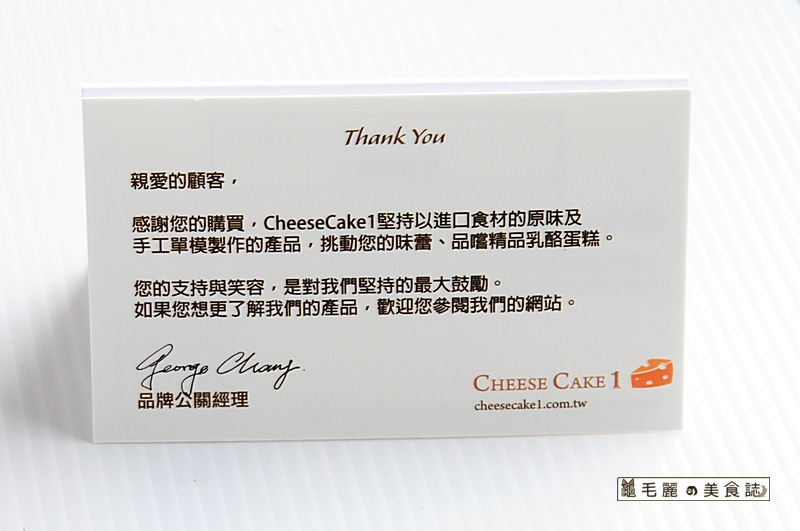 Thank You
親愛的顧客，
感謝您的購買，CheeseCake1堅持以進口食材的原味及
手工單模製作的產品，挑動您的味蕾、品嚐精品乳酪蛋糕。
您的支持與笑容，是對我們堅持的最大鼓勵。
如果您想更了解我們的產品，歡迎您參閱我們的網站。
George Chang
品牌公關經理
CHEESE CAKE 1
cheesecake1.com.tw
毛麗の美食誌